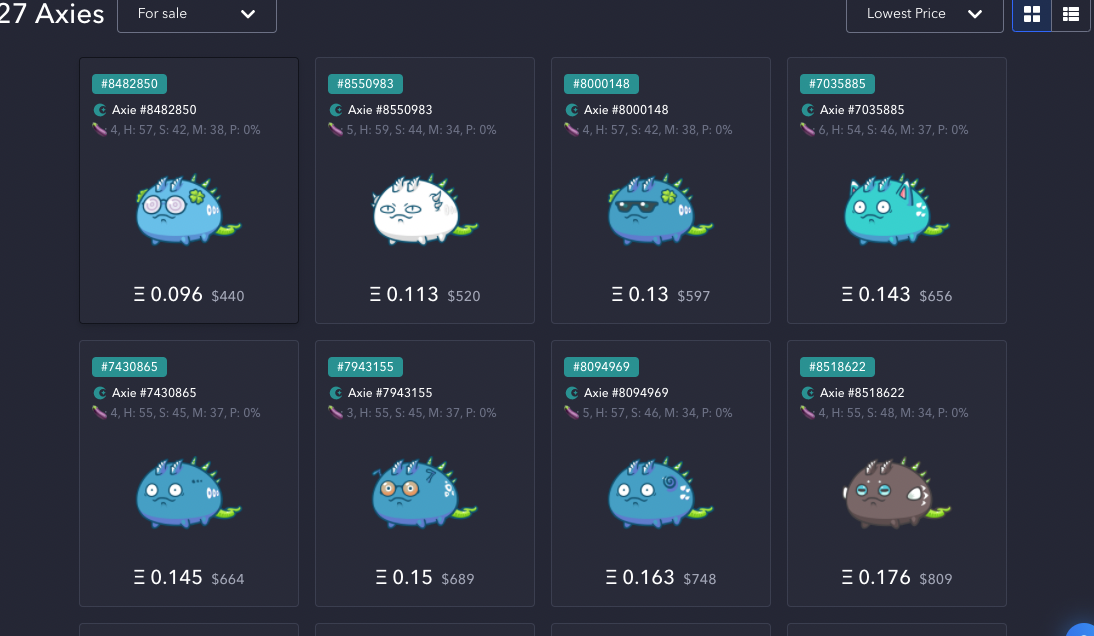 27 Axies
For sale
Lowest Price
#8482850
Axie #8482850
4, H: 57, S: 42, M: 38, P: 0%
Ξ 0.096 $440
#8550983
Axie #8550983
5, H: 59, S: 44, M: 34, P: 0%
Ξ 0.113 $520
#8000148
Axie #8000148
4, H: 57, S: 42, M: 38, P: 0%
Ξ 0.13 $597
#7035885
Axie #7035885
6, H: 54, S: 46, M: 37, P: 0%
Ξ 0.143 $656
#7430865
Axie #7430865
4, H: 55, S: 45, M: 37, P: 0%
Ξ 0.145 $664
#7943155
Axie #7943155
3, H: 55, S: 45, M: 37, P: 0%
Ξ 0.15 $689
#8094969
Axie #8094969
5, H: 57, S: 46, M: 34, P: 0%
Ξ 0.163 $748
#8518622
Axie #8518622
4, H: 55, S: 48, M: 34, P: 0%
Ξ 0.176 $809